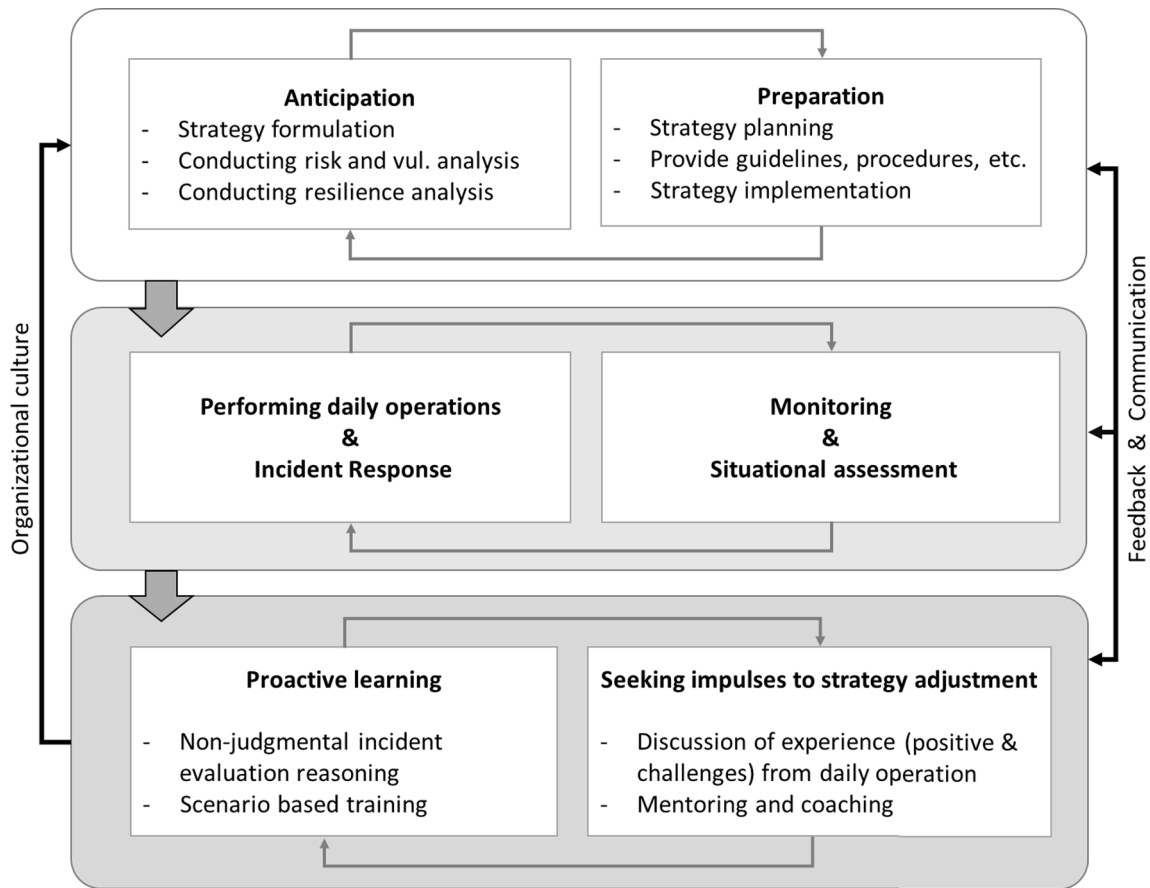 Anticipation
- Strategy formulation
- Conducting risk and vul. analysis
- Conducting resilience analysis
Preparation
- Strategy planning
- Provide guidelines, procedures, etc.
- Strategy implementation
Organizational culture
Feedback & Communication
Performing daily operations
&
Incident Response
Monitoring
&
Situational assessment
Proactive learning
- Non-judgmental incident
evaluation reasoning
- Scenario based training
Seeking impulses to strategy adjustment
- Discussion of experience (positive &
challenges) from daily operation
- Mentoring and coaching